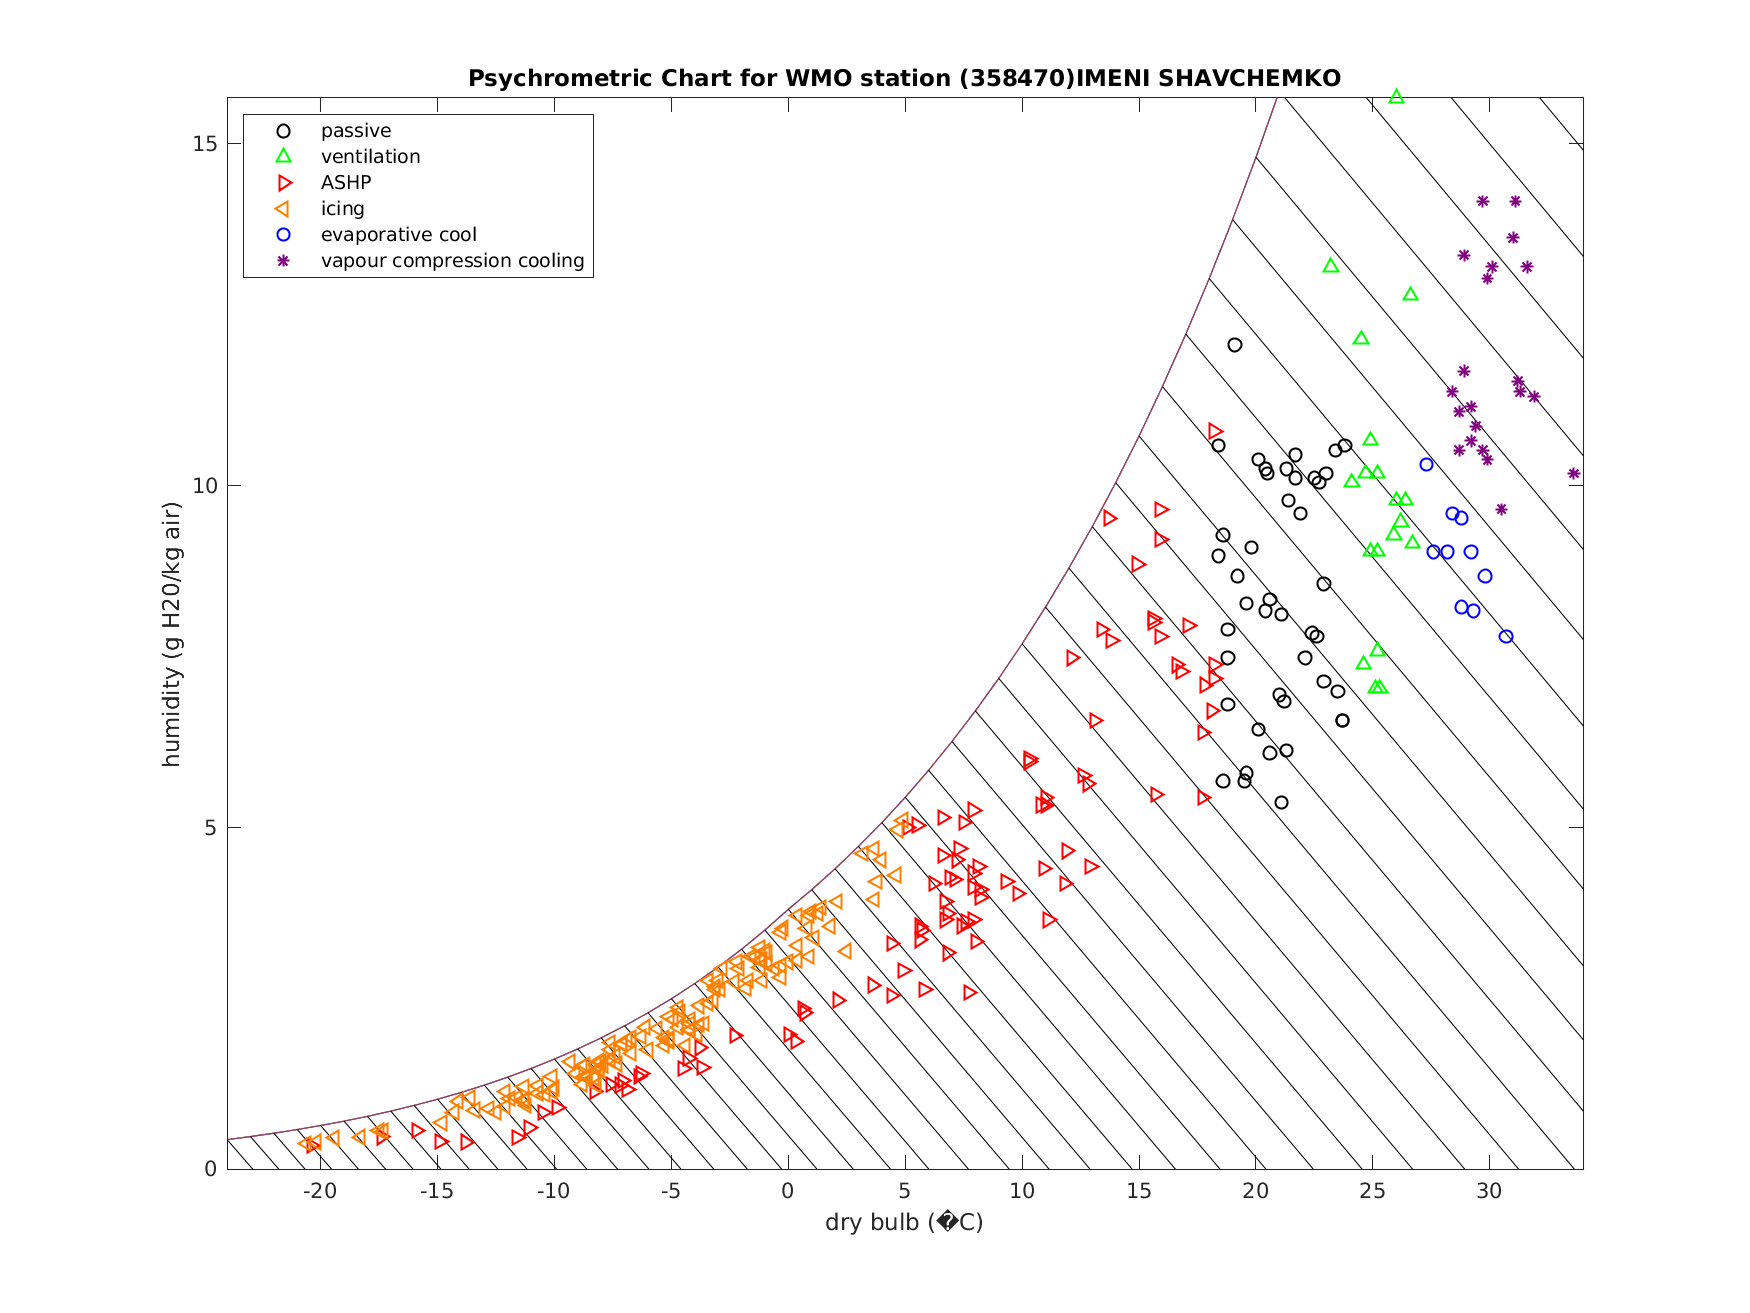 Psychrometric Chart for WMO station (358470)IMENI SHAVCHEMKO
passive
ventilation
ASHP
icing
evaporative cool
vapour compression cooling
humidity (g H20/kg air)
15
10
5
0
-20 -15 -10 -5 0 5 10 15 20 25 30
dry bulb (�C)